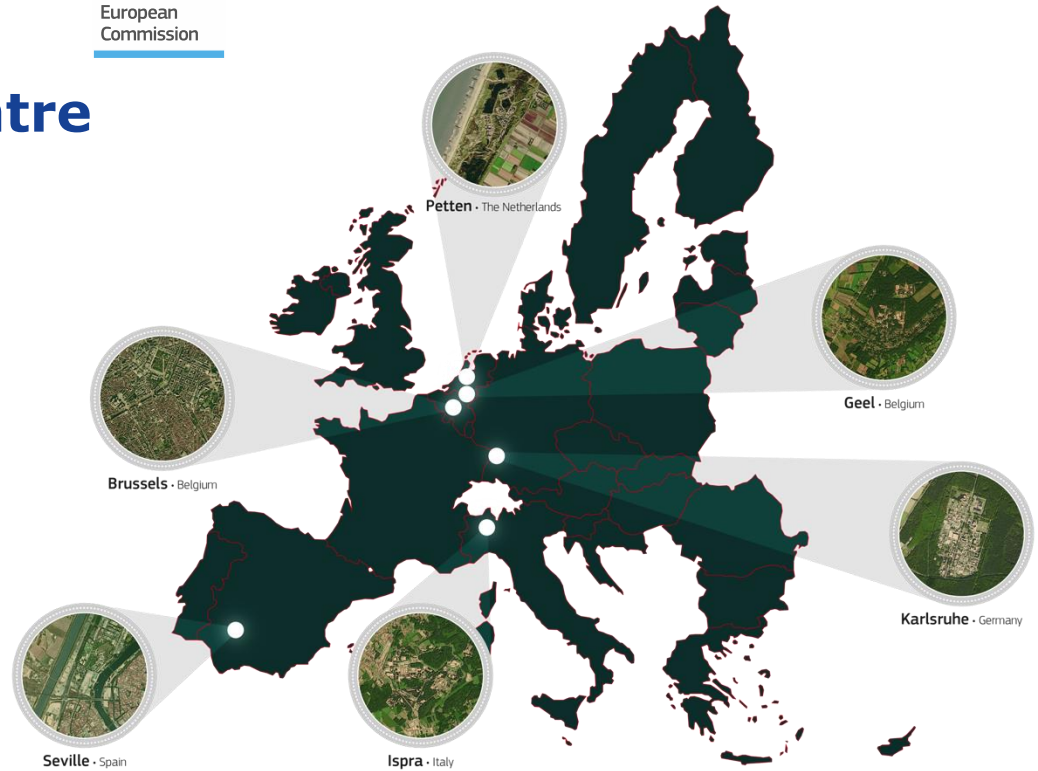 European
Commission
ntre
Petten · The Netherlands
Geel · Belgium
Brussels · Belgium
Karlsruhe · Germany
Seville · Spain
Ispra · Italy